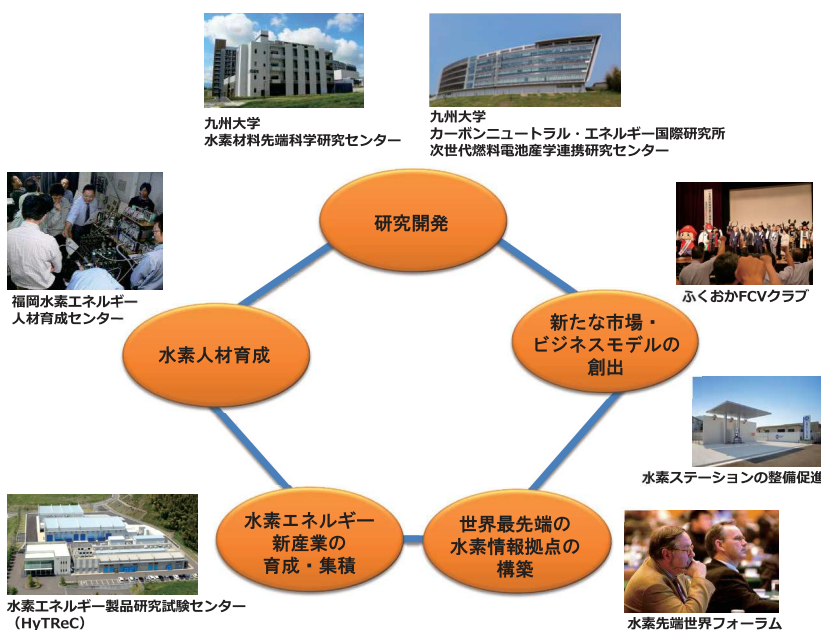 九州大学
水素材料先端科学研究センター
九州大学
カーボンニュートラル・エネルギー国際研究所
次世代燃料電池産学連携研究センター
研究開発
福岡水素エネルギー
人材育成センター
ふくおかFCVクラブ
水素人材育成
新たな市場・
ビジネスモデルの
創出
水素ステーションの整備促進
水素エネルギー
新産業の
育成・集積
世界最先端の
水素情報拠点の
構築
水素エネルギー製品研究試験センター
（HyTReC）
水素先端世界フォーラム